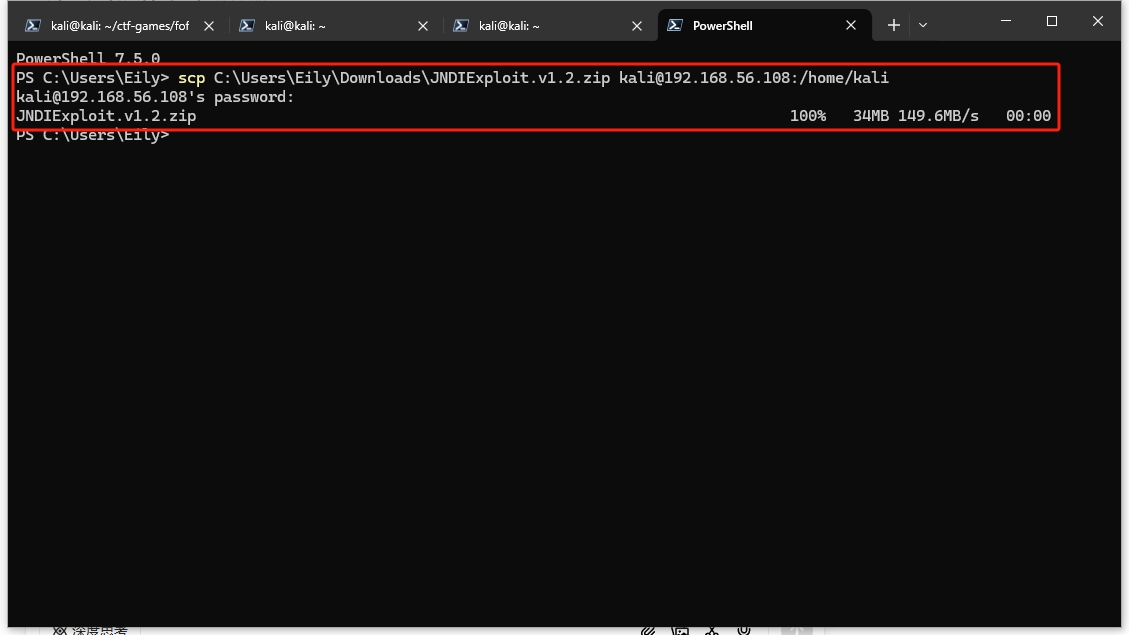 kali@kali: ~/ctf-games/fof
kali@kali: ~
kali@kali: ~
PowerShell
PowerShell 7.5.0
PS C:\Users\Eily> scp C:\Users\Eily\Downloads\JNDIExploit.v1.2.zip kali@192.168.56.108:/home/kali
kali@192.168.56.108's password:
JNDIExploit.v1.2.zip 100% 34MB 149.6MB/s 00:00
PS C:\Users\Eily>
深度思考